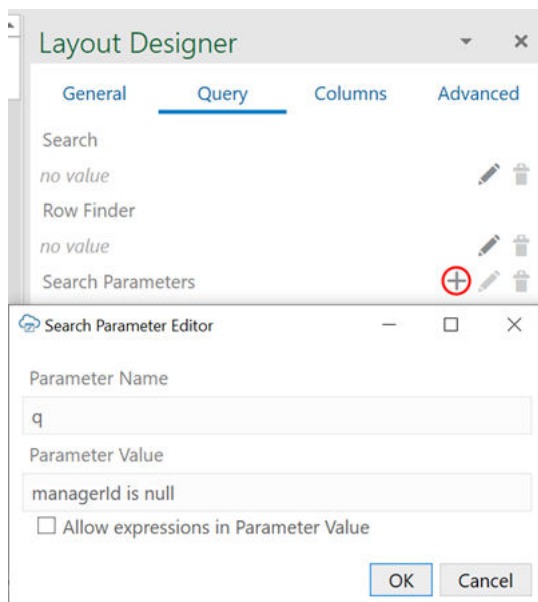 Layout Designer
General Query Columns Advanced
Search
no value
Row Finder
no value
Search Parameters
Search Parameter Editor
Parameter Name
q
Parameter Value
managerId is null
Allow expressions in Parameter Value
OK Cancel